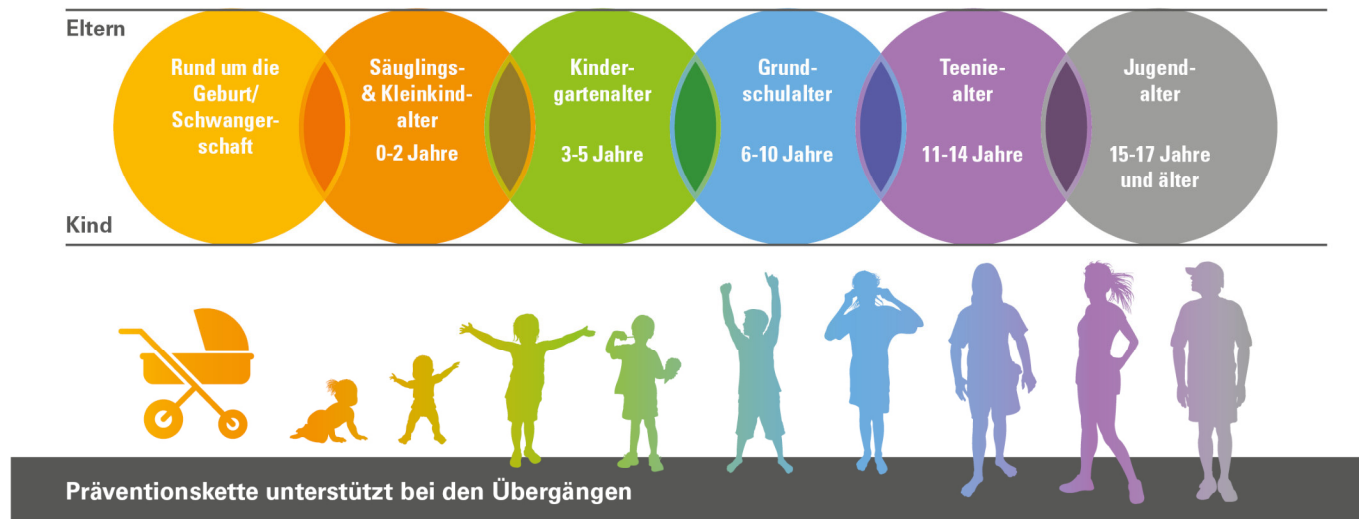 Eltern
Rund um die
Geburt/
Schwanger-
schaft
Säuglings-
& Kleinkind-
alter
0-2 Jahre
Kinder-
gartenalter
3-5 Jahre
Grund-
schulalter
6-10 Jahre
Teenie-
alter
11-14 Jahre
Jugend-
alter
15-17 Jahre
und älter
Kind
Präventionskette unterstützt bei den Übergängen